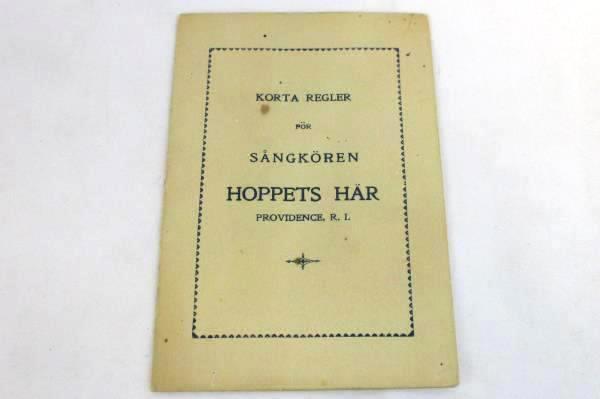 KORTA REGLER
FÖR
SÅNGKÖREN
HOPPETS HÄR
PROVIDENCE, R. I.